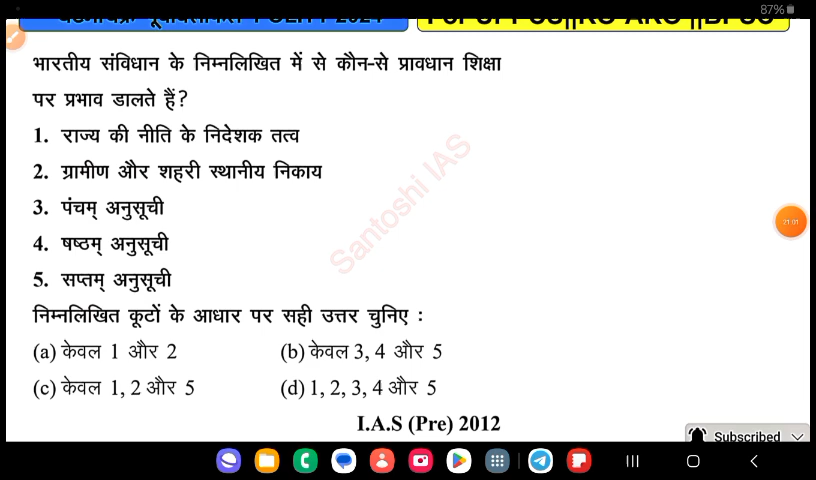 87%
भारतीय संविधान के निम्नलिखित में से कौन-से प्रावधान शिक्षा
पर प्रभाव डालते हैं?
1. राज्य की नीति के निदेशक तत्व
2. ग्रामीण और शहरी स्थानीय निकाय
3. पंचम् अनुसूची
4. षष्ठम् अनुसूची
5. सप्तम् अनुसूची
निम्नलिखित कूटों के आधार पर सही उत्तर चुनिए :
(a) केवल 1 और 2 (b) केवल 3, 4 और 5
(c) केवल 1, 2 और 5 (d) 1, 2, 3, 4 और 5
I.A.S (Pre) 2012
Santoshi IAS
21:01
Subscribed